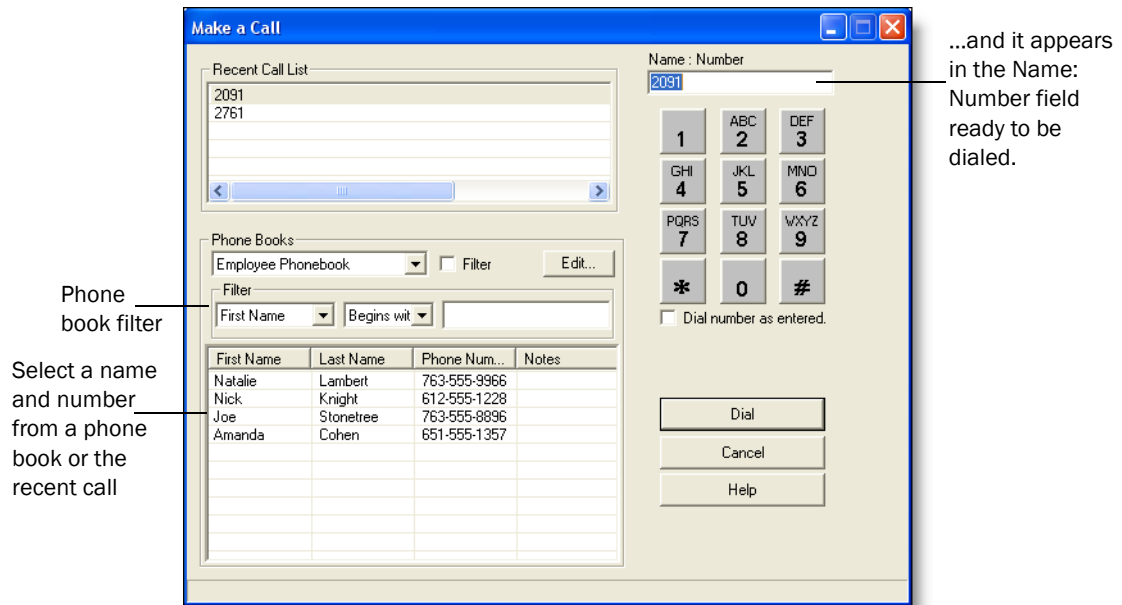 Make a Call
Recent Call List
2091
2761
Name : Number
2091
...and it appears
in the Name:
Number field
ready to be
dialed.
1
ABC
2
DEF
3
GHI
4
JKL
5
MNO
6
PQRS
7
TUV
8
WXYZ
9
*
0
#
Dial number as entered.
Phone Books
Employee Phonebook
Filter
Edit...
Filter
First Name
Begins wit
Phone
book filter
Select a name
and number
from a phone
book or the
recent call
First Name Last Name Phone Num... Notes
Natalie Lambert 763-555-9966
Nick Knight 612-555-1228
Joe Stonetree 763-555-8896
Amanda Cohen 651-555-1357
Dial
Cancel
Help